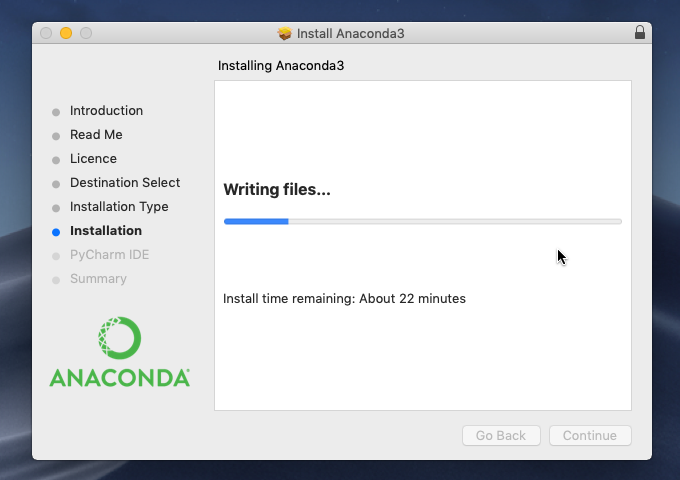 Install Anaconda3
Installing Anaconda3
Introduction
Read Me
Licence
Destination Select
Installation Type
Installation
PyCharm IDE
Summary
Writing files...
Install time remaining: About 22 minutes
ANACONDA
Go Back
Continue